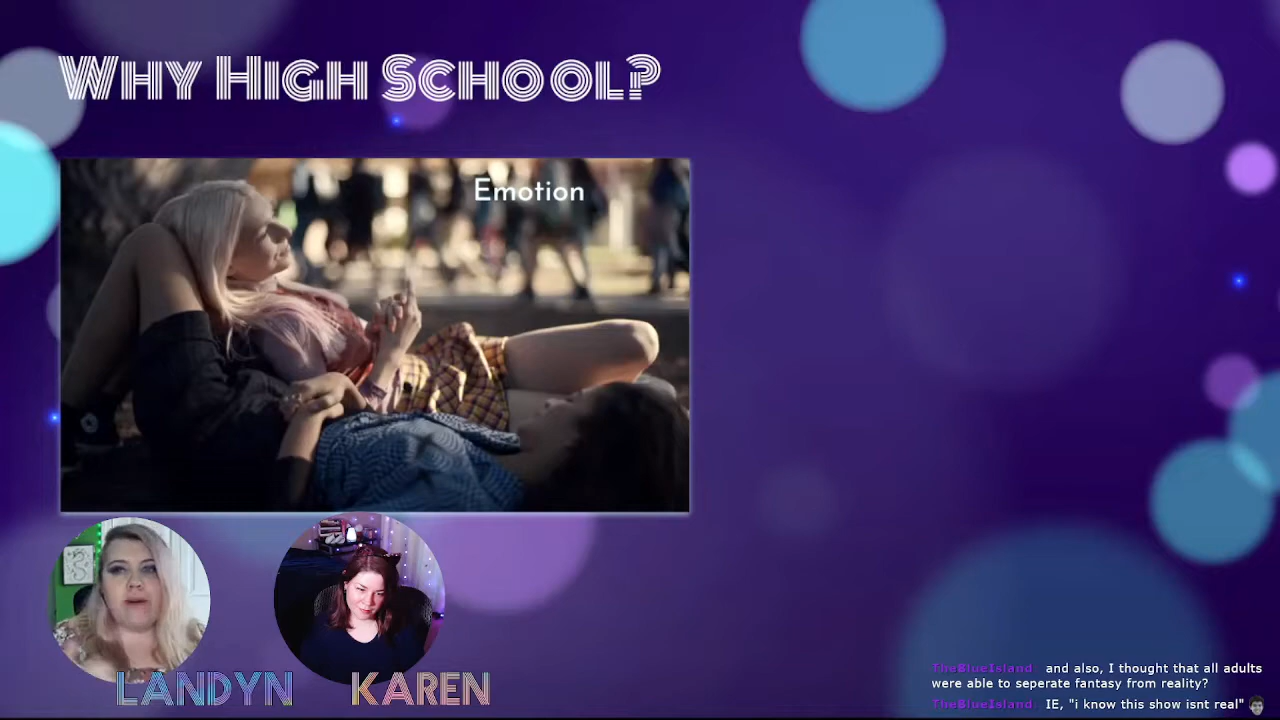 WHY HIGH SCHOOL?
Emotion
LANDYN
KAREN
TheBlueIsland: and also, I thought that all adults
were able to seperate fantasy from reality?
TheBlueIsland: IE, "i know this show isnt real"